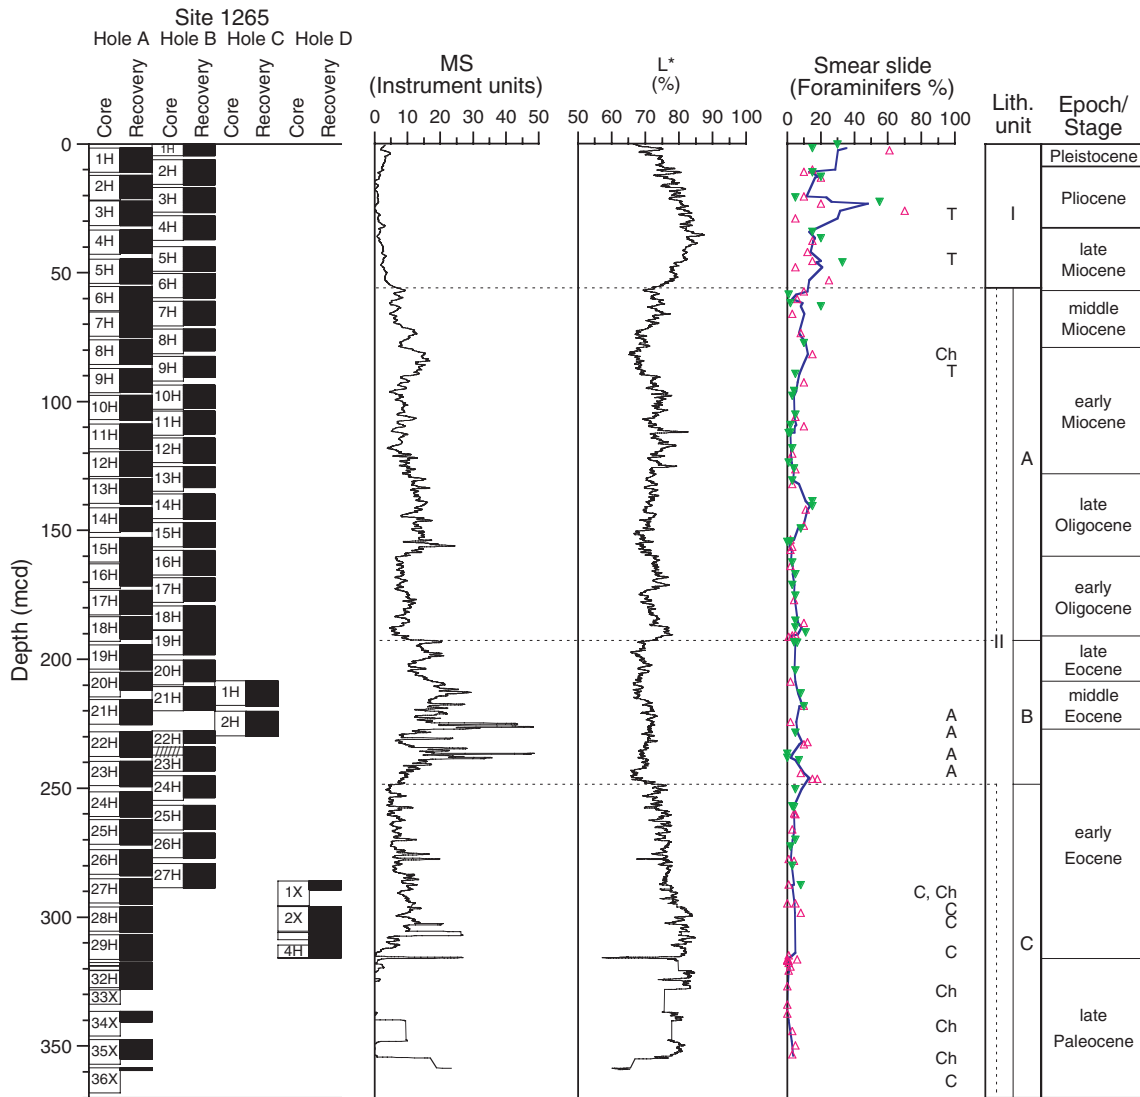 Site 1265
Hole A Hole B Hole C Hole D
Core Recovery Core Recovery Core Recovery Core Recovery
MS
(Instrument units)
L*
(%)
Smear slide
(Foraminifers %)
Lith.
unit
Epoch/
Stage
0 10 20 30 40 50
60 70 80 90 100
0 20 40 60 80 100
Depth (mcd)
0
50
100
150
200
250
300
350
1H
2H
3H
4H
5H
6H
7H
8H
9H
10H
11H
12H
13H
14H
15H
16H
17H
18H
19H
20H
21H
22H
23H
24H
25H
26H
27H
28H
29H
32H
33X
34X
35X
36X
1H
2H
3H
4H
5H
6H
7H
8H
9H
10H
11H
12H
13H
14H
15H
16H
17H
18H
19H
20H
21H
22H
23H
24H
25H
26H
27H
1H
2H
1X
2X
4H
T
T
Ch
T
A
A
A
A
C, Ch
C
C
C
Ch
Ch
Ch
C
I
II
A
B
C
Pleistocene
Pliocene
late
Miocene
middle
Miocene
early
Miocene
late
Oligocene
early
Oligocene
late
Eocene
middle
Eocene
early
Eocene
late
Paleocene